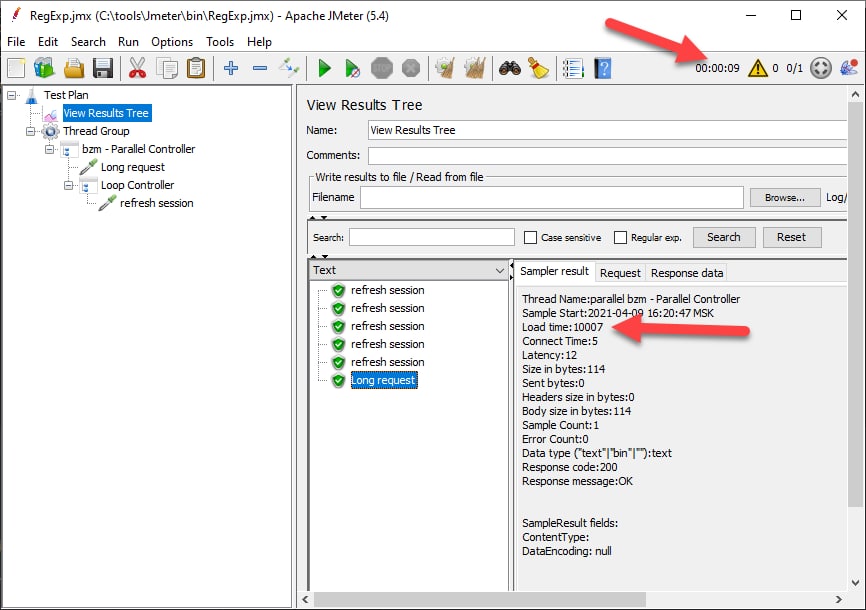 RegExp.jmx (C:\tools\Jmeter\bin\RegExp.jmx) - Apache JMeter (5.4)
File Edit Search Run Options Tools Help
00:00:09 0 0/1
Test Plan
View Results Tree
Thread Group
bzm - Parallel Controller
Long request
Loop Controller
refresh session
View Results Tree
Name: View Results Tree
Comments:
Write results to file / Read from file
Filename Browse... Log/
Search: Case sensitive Regular exp. Search Reset
Text
refresh session
refresh session
refresh session
refresh session
refresh session
Long request
Sampler result Request Response data
Thread Name:parallel bzm - Parallel Controller
Sample Start:2021-04-09 16:20:47 MSK
Load time:10007
Connect Time:5
Latency:12
Size in bytes:114
Sent bytes:0
Headers size in bytes:0
Body size in bytes:114
Sample Count:1
Error Count:0
Data type ("text"|"bin"|""):text
Response code:200
Response message:OK
SampleResult fields:
ContentType:
DataEncoding: null